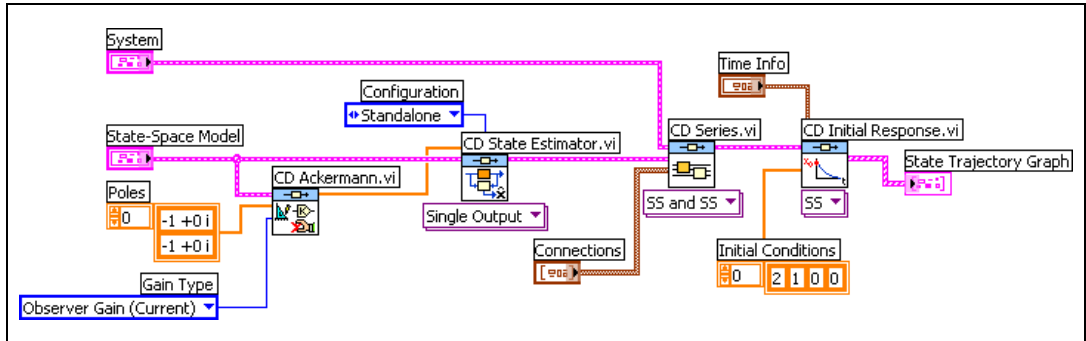 System
Time Info
Configuration
Standalone
State-Space Model
CD State Estimator.vi
CD Series.vi
CD Initial Response.vi
State Trajectory Graph
Poles
CD Ackermann.vi
0
-1 +0 i
-1 +0 i
Single Output
SS and SS
SS
Connections
Initial Conditions
0
2 1 0 0
Gain Type
Observer Gain (Current)